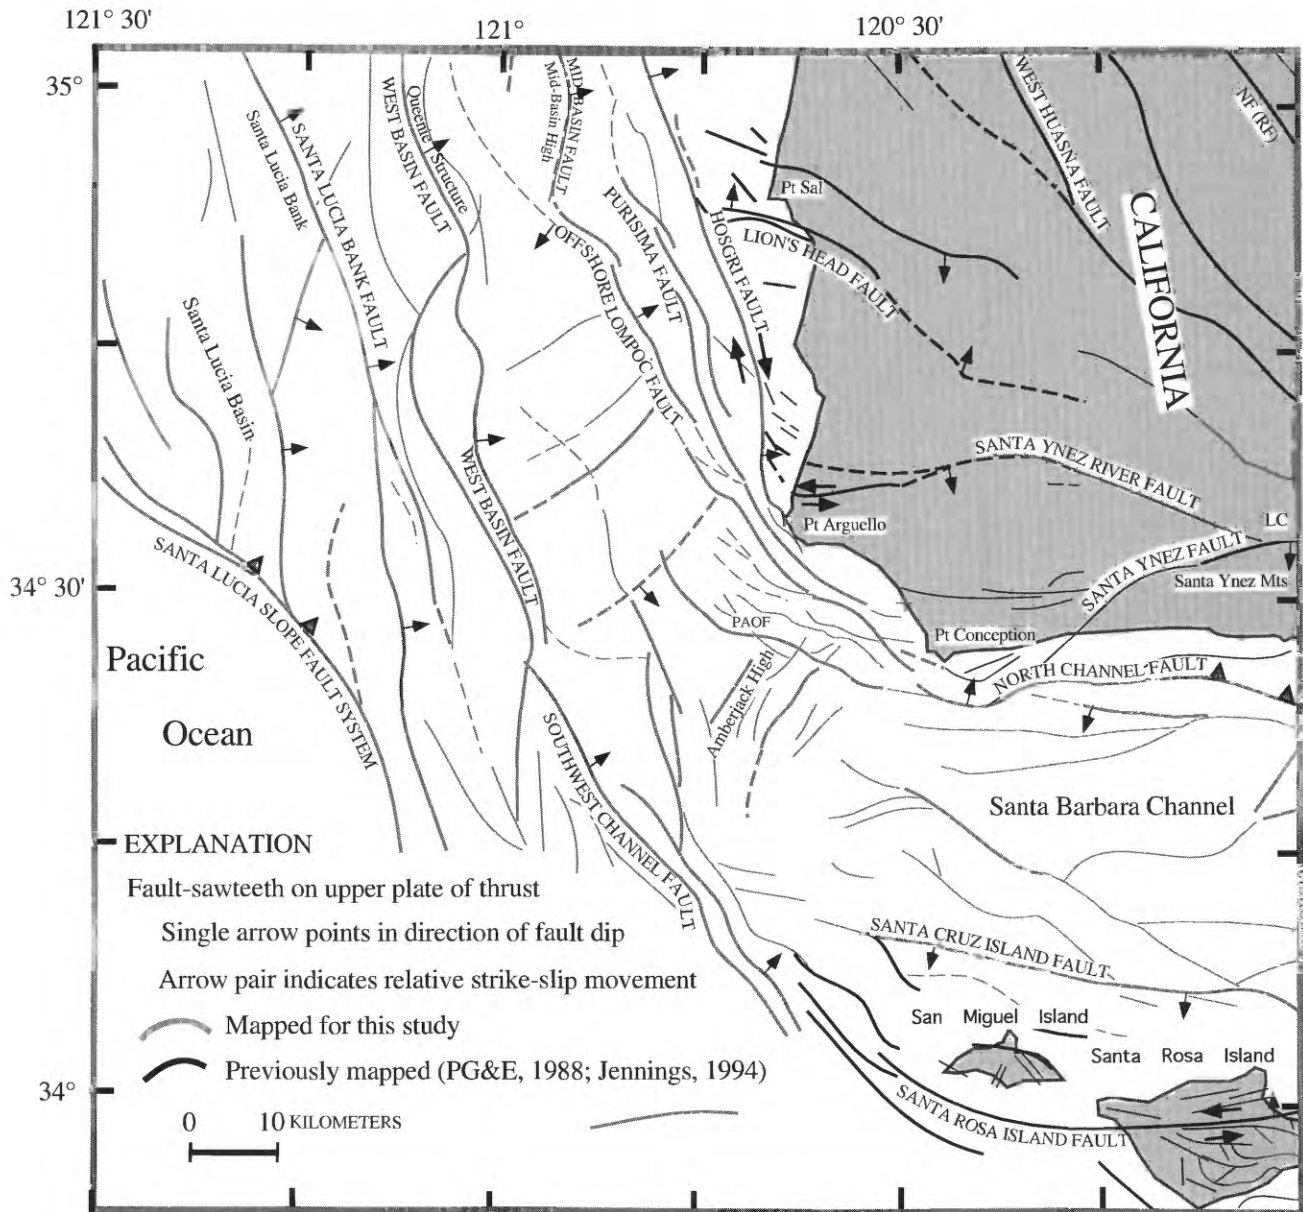 121° 30'
121°
120° 30'
35°
34° 30'
34°
Santa Lucia Bank
SANTA LUCIA BANK FAULT
WEST BASIN FAULT
Queenie Structure
Mid-Basin High
MID-BASIN FAULT
OFFSHORE LOMPOC FAULT
PURISIMA FAULT
HOSGRI FAULT
Pt Sal
LION'S HEAD FAULT
WEST HUASNA FAULT
NF (RF)
CALIFORNIA
Santa Lucia Basin
WEST BASIN FAULT
SANTA YNEZ RIVER FAULT
LC
Pt Arguello
SANTA YNEZ FAULT
Santa Ynez Mts
SANTA LUCIA SLOPE FAULT SYSTEM
PAOF
Pt Conception
NORTH CHANNEL FAULT
Amberjack High
Pacific
Ocean
SOUTHWEST CHANNEL FAULT
Santa Barbara Channel
SANTA CRUZ ISLAND FAULT
San Miguel Island
Santa Rosa Island
SANTA ROSA ISLAND FAULT
EXPLANATION
Fault-sawteeth on upper plate of thrust
Single arrow points in direction of fault dip
Arrow pair indicates relative strike-slip movement
Mapped for this study
Previously mapped (PG&E, 1988; Jennings, 1994)
0 10 KILOMETERS